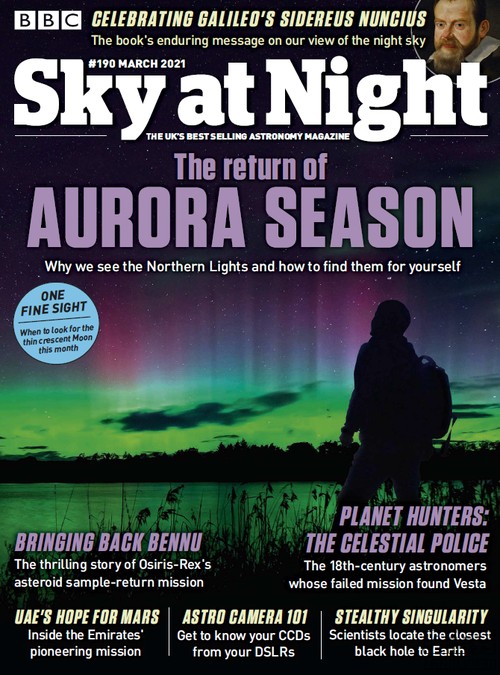 BBC
CELEBRATING GALILEO'S SIDEREUS NUNCIUS
The book's enduring message on our view of the night sky
#190 MARCH 2021
Sky at Night
THE UK'S BEST SELLING ASTRONOMY MAGAZINE
The return of
AURORA SEASON
Why we see the Northern Lights and how to find them for yourself
ONE
FINE SIGHT
When to look for the
thin crescent Moon
this month
BRINGING BACK BENNU
The thrilling story of Osiris-Rex's
asteroid sample-return mission
PLANET HUNTERS:
THE CELESTIAL POLICE
The 18th-century astronomers
whose failed mission found Vesta
UAE'S HOPE FOR MARS
Inside the Emirates'
pioneering mission
ASTRO CAMERA 101
Get to know your CCDs
from your DSLRs
STEALTHY SINGULARITY
Scientists locate the closest
black hole to Earth